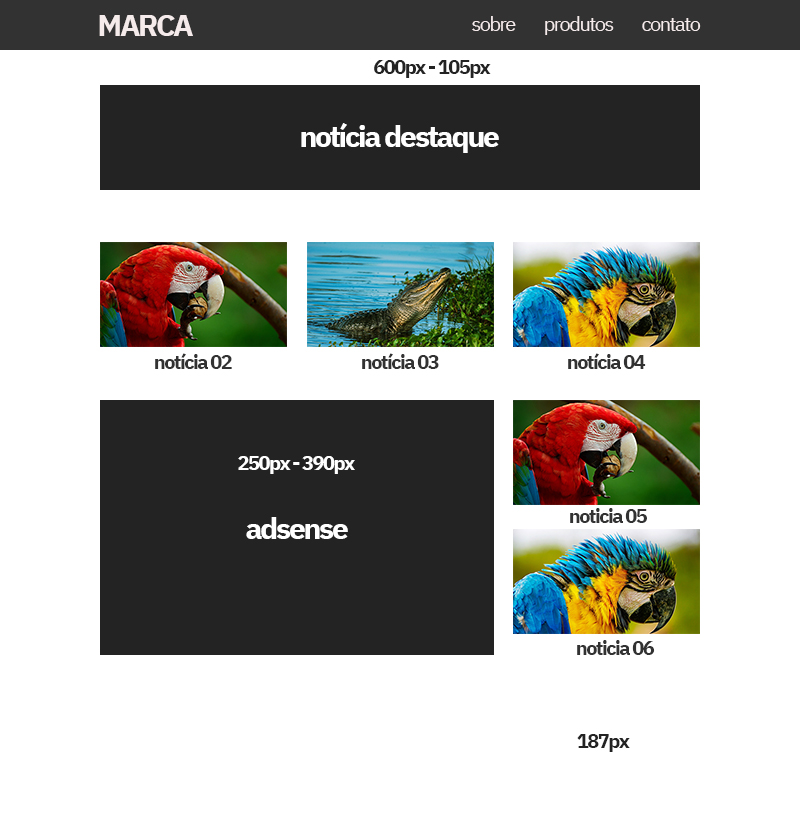 MARCA
sobre produtos contato
600px - 105px
notícia destaque
notícia 02
notícia 03
notícia 04
250px - 390px
adsense
noticia 05
noticia 06
187px